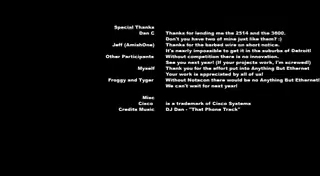 Special Thanks
Dan C Thanks for lending me the 2514 and the 3600.
Don't you have two of mine just like them? :)
Jeff (AmishOne) Thanks for the barbed wire on short notice.
It's nearly impossible to get it in the suburbs of Detroit!
Other Participants Without competition there is no innovation.
See you next year! (If your projects work, I'm screwed!)
Myself Thank you for the effort put into Anything But Ethernet
Your work is appreciated by all of us!
Froggy and Tyger Without Notacon there would be no Anything But Ethernet!
We can't wait for next year!
Misc
Cisco is a trademark of Cisco Systems
Credits Music DJ Dan - "That Phone Track"